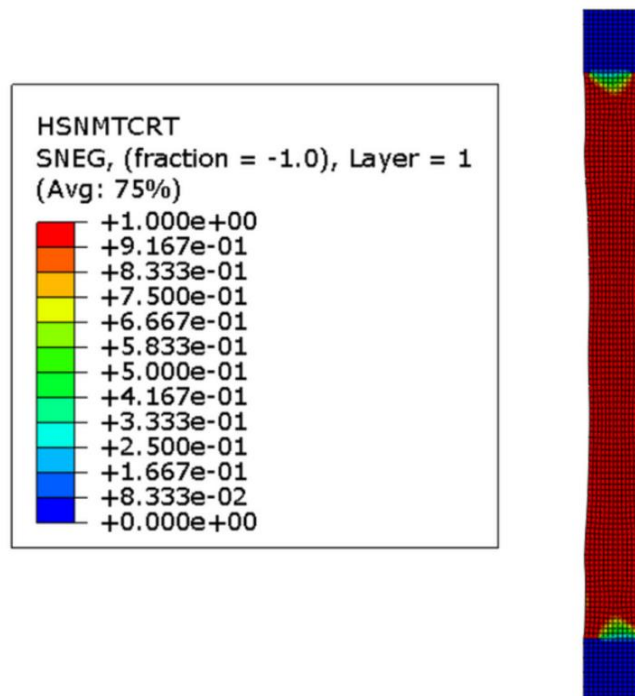 HSNMTCRT
SNEG, (fraction = -1.0), Layer = 1
(Avg: 75%)
+1.000e+00
+9.167e-01
+8.333e-01
+7.500e-01
+6.667e-01
+5.833e-01
+5.000e-01
+4.167e-01
+3.333e-01
+2.500e-01
+1.667e-01
+8.333e-02
+0.000e+00